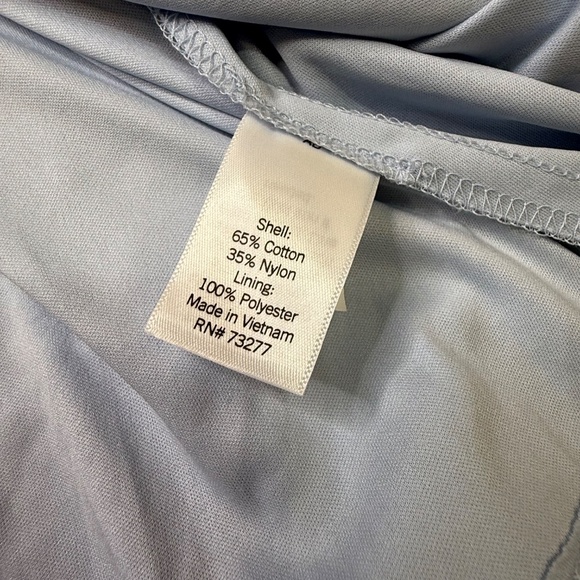 Shell:
65% Cotton
35% Nylon
Lining:
100% Polyester
Made in Vietnam
RN# 73277